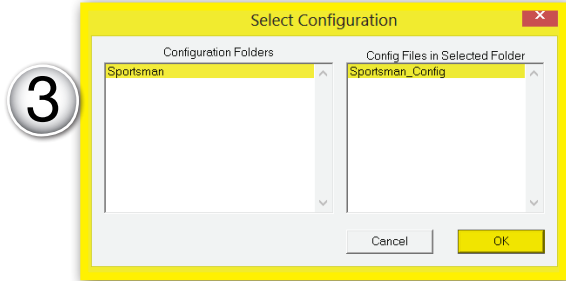 Select Configuration
x
Configuration Folders
Config Files in Selected Folder
Sportsman
Sportsman_Config
3
Cancel
OK